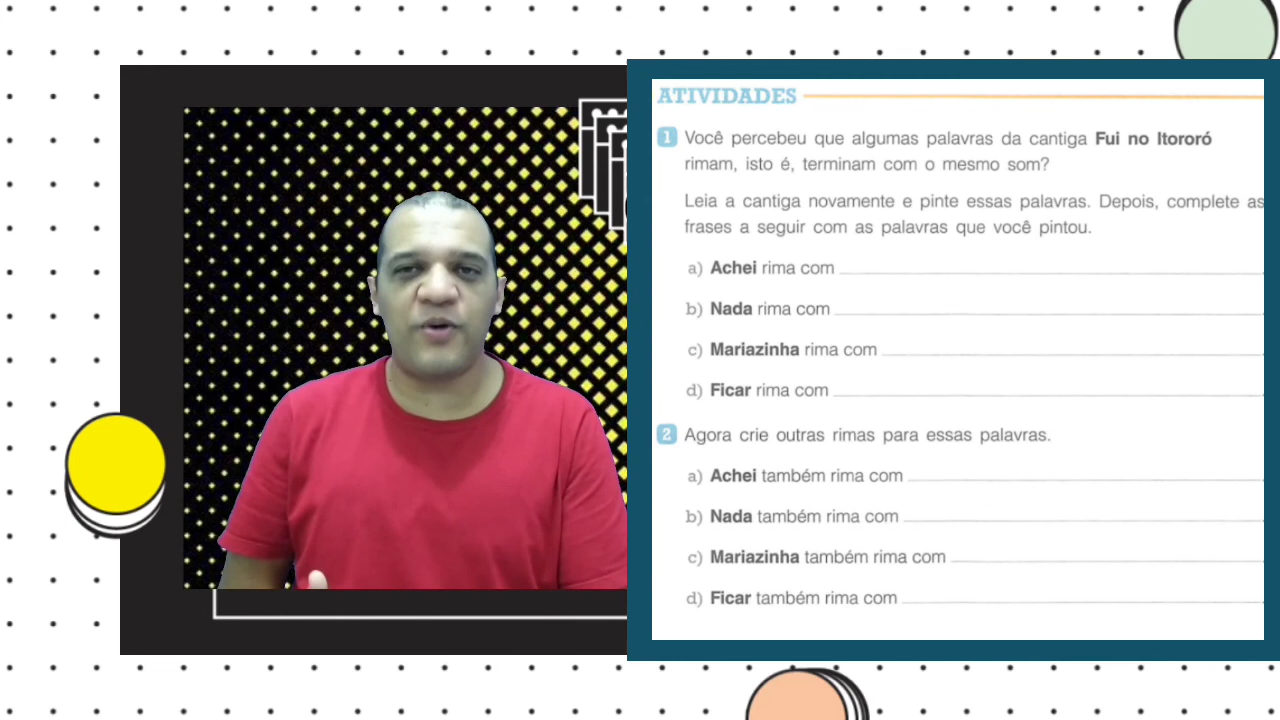 ATIVIDADES
1 Você percebeu que algumas palavras da cantiga Fui no Itororó
rimam, isto é, terminam com o mesmo som?
Leia a cantiga novamente e pinte essas palavras. Depois, complete as
frases a seguir com as palavras que você pintou.
a) Achei rima com
b) Nada rima com
c) Mariazinha rima com
d) Ficar rima com
2 Agora crie outras rimas para essas palavras.
a) Achei também rima com
b) Nada também rima com
c) Mariazinha também rima com
d) Ficar também rima com